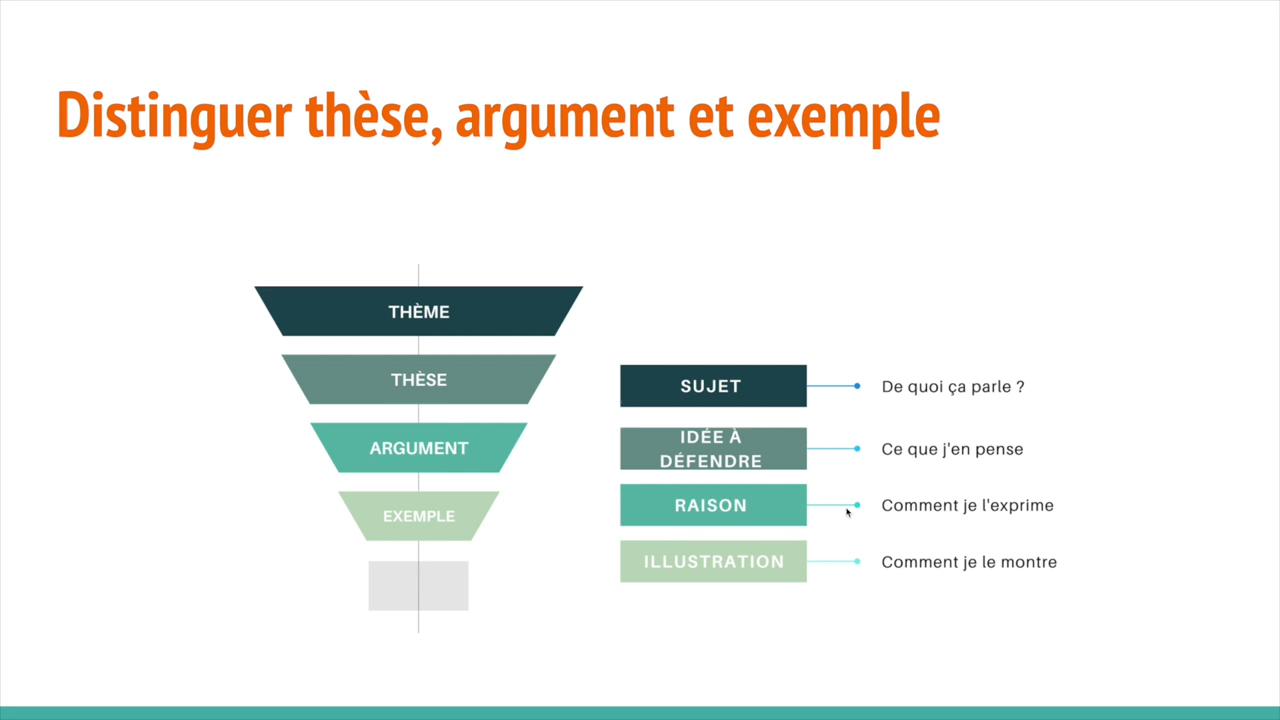 Distinguer thèse, argument et exemple
THÈME
THÈSE
ARGUMENT
EXEMPLE
SUJET
De quoi ça parle ?
IDÉE À
DÉFENDRE
Ce que j'en pense
RAISON
Comment je l'exprime
ILLUSTRATION
Comment je le montre